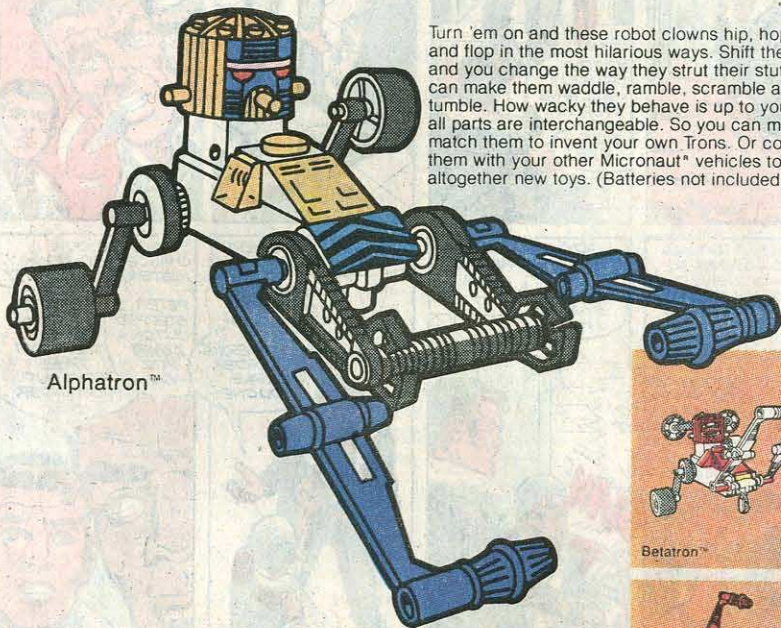 Turn 'em on and these robot clowns hip, hop
and flop in the most hilarious ways. Shift the
and you change the way they strut their stu
can make them waddle, ramble, scramble a
tumble. How wacky they behave is up to yo
all parts are interchangeable. So you can m
match them to invent your own Trons. Or co
them with your other Micronaut® vehicles to
altogether new toys. (Batteries not included
Alphatron™
Betatron™